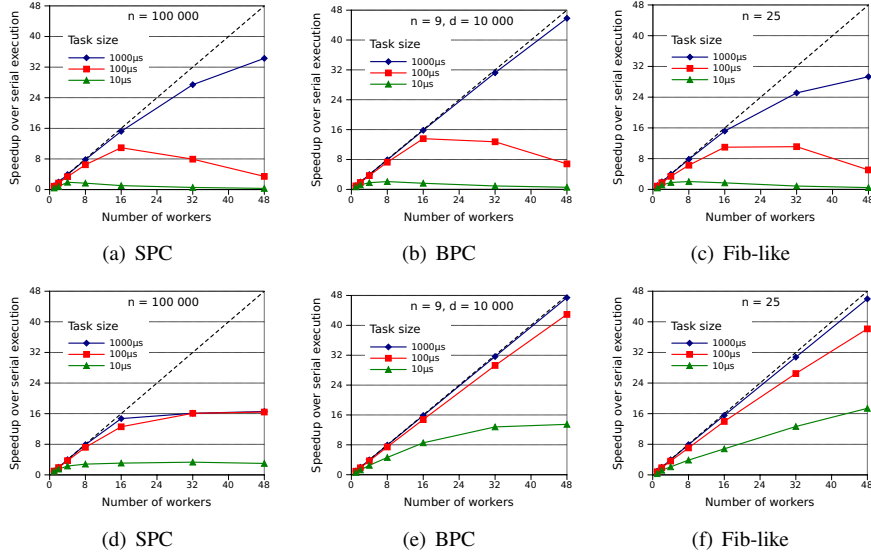 n = 100 000
Task size
1000μs
100μs
10μs
Speedup over serial execution
48
40
32
24
16
8
0
0 8 16 24 32 40 48
Number of workers
(a) SPC
n = 9, d = 10 000
Task size
1000μs
100μs
10μs
Speedup over serial execution
48
40
32
24
16
8
0
0 8 16 24 32 40 48
Number of workers
(b) BPC
n = 25
Task size
1000μs
100μs
10μs
Speedup over serial execution
48
40
32
24
16
8
0
0 8 16 24 32 40 48
Number of workers
(c) Fib-like
n = 100 000
Task size
1000μs
100μs
10μs
Speedup over serial execution
48
40
32
24
16
8
0
0 8 16 24 32 40 48
Number of workers
(d) SPC
n = 9, d = 10 000
Task size
1000μs
100μs
10μs
Speedup over serial execution
48
40
32
24
16
8
0
0 8 16 24 32 40 48
Number of workers
(e) BPC
n = 25
Task size
1000μs
100μs
10μs
Speedup over serial execution
48
40
32
24
16
8
0
0 8 16 24 32 40 48
Number of workers
(f) Fib-like